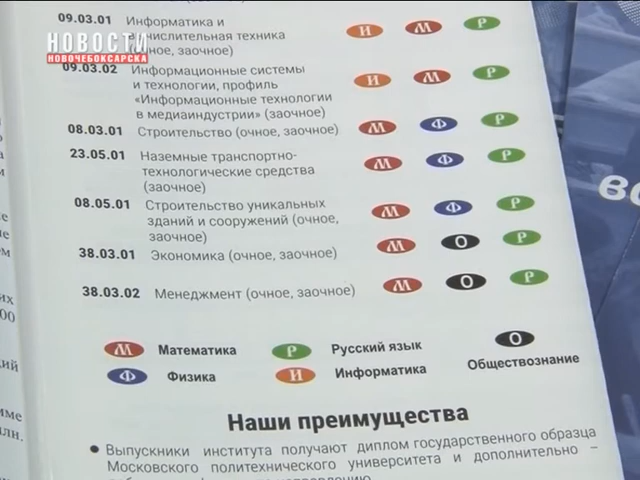 НОВОСТИ
НОВОЧЕБОКСАРСКА
09.03.01 Информатика и
вычислительная техника
(очное, заочное)
И М Р
09.03.02 Информационные системы
и технологии, профиль
«Информационные технологии
в медиаиндустрии» (заочное)
И М Р
08.03.01 Строительство (очное, заочное)
М Ф Р
23.05.01 Наземные транспортно-
технологические средства
(заочное)
М Ф Р
08.05.01 Строительство уникальных
зданий и сооружений (очное,
заочное)
М Ф Р
38.03.01 Экономика (очное, заочное)
М О Р
38.03.02 Менеджмент (очное, заочное)
М О Р
М Математика Р Русский язык О
Ф Физика И Информатика Обществознание
Наши преимущества
• Выпускники института получают диплом государственного образца
Московского политехнического университета и дополнительно –